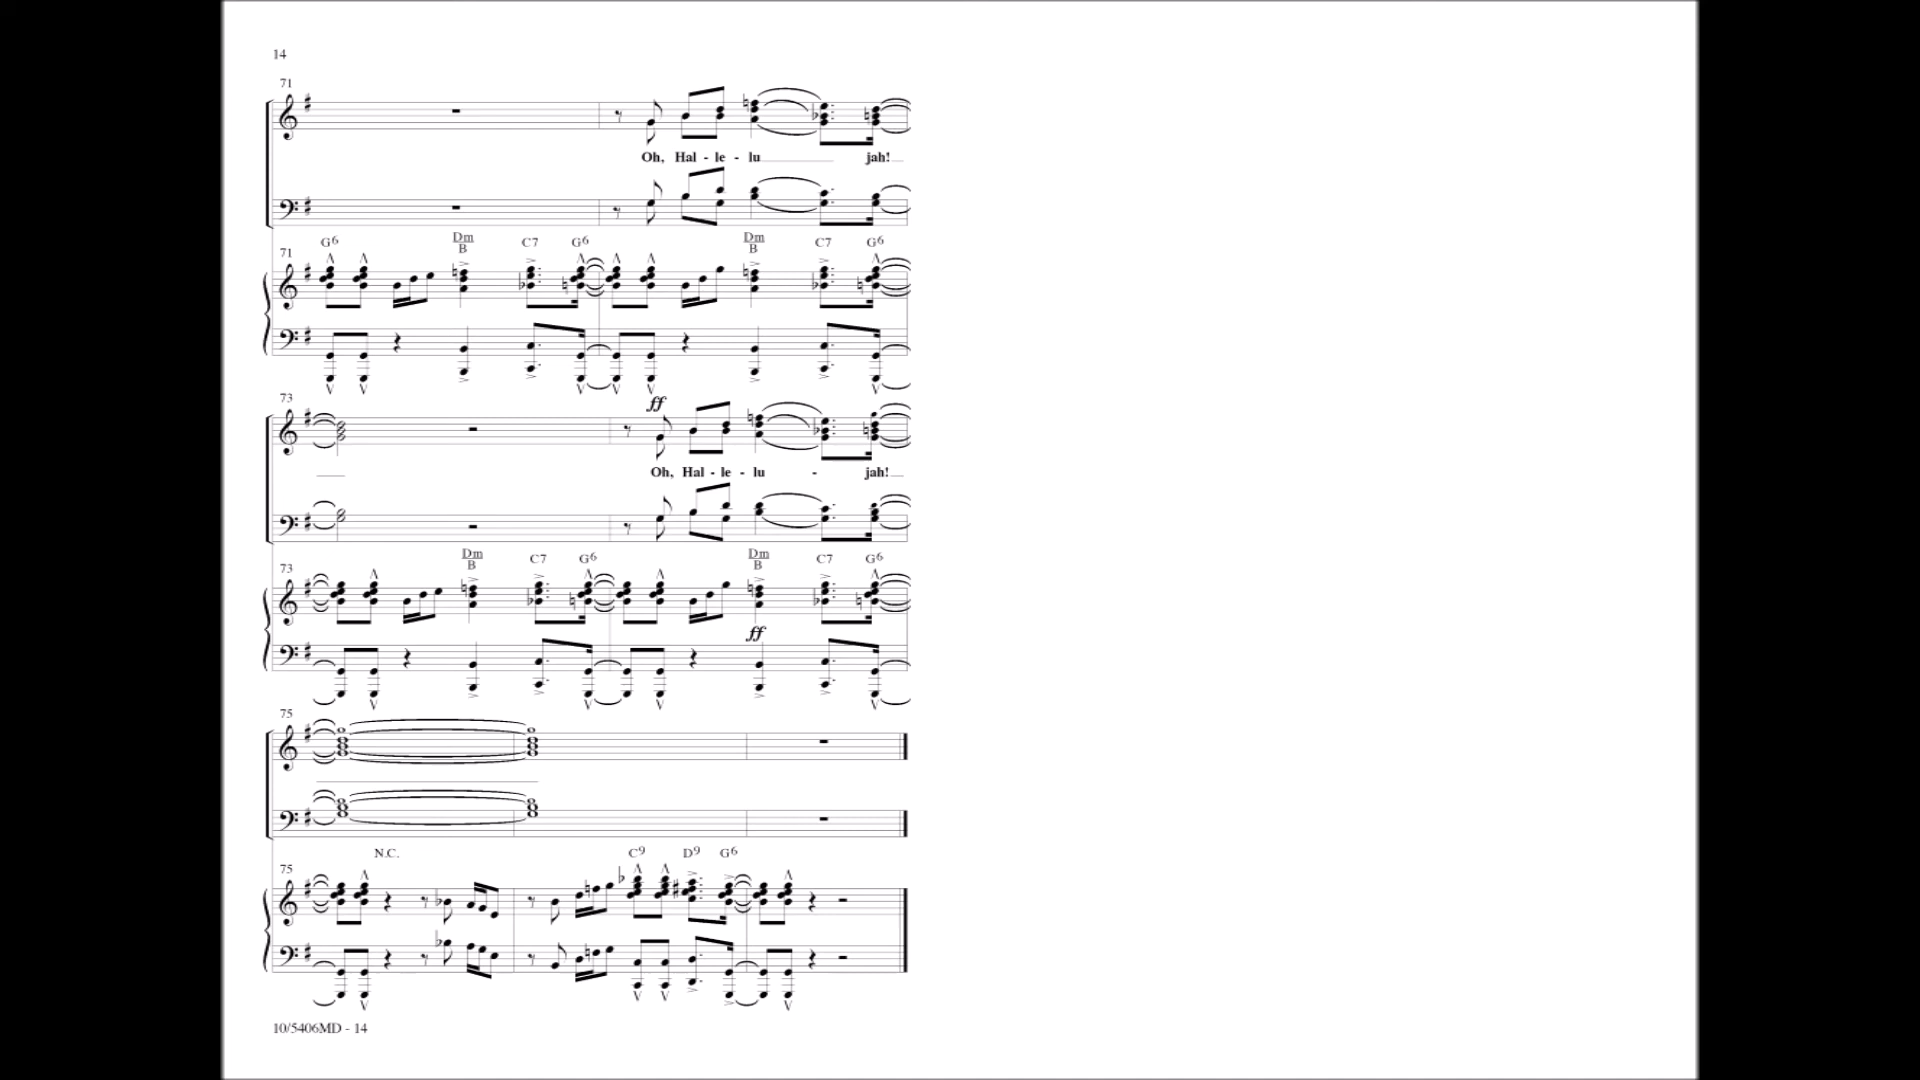 14
71
Oh, Hal - le - lu jah!
G6 Dm/B C7 G6 Dm/B C7 G6
71
73
ff
Oh, Hal - le - lu - jah!
Dm/B C7 G6 Dm/B C7 G6
73
ff
75
N.C. C9 D9 G6
75
10/5406MD - 14